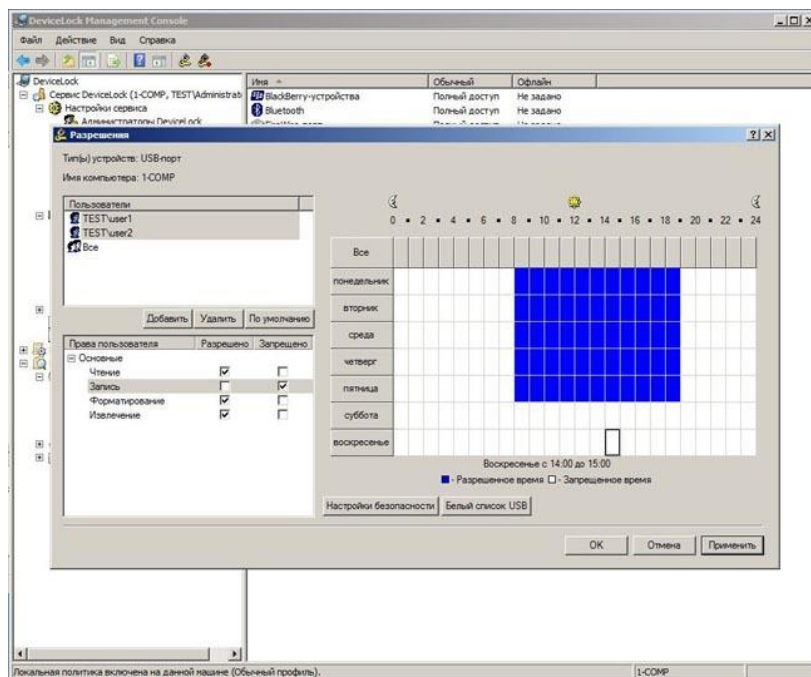 DeviceLock Management Console
Файл Действие Вид Справка
DeviceLock
Сервис DeviceLock (1-COMP, TEST\Administrat
Настройки сервиса
Администраторы DeviceLock
Имя Обычный Офлайн
BlackBerry-устройства Полный доступ Не задано
Bluetooth Полный доступ Не задано
Разрешения
Тип(ы) устройств: USB-порт
Имя компьютера: 1-COMP
Пользователи
TEST\user1
TEST\user2
Все
Добавить Удалить По умолчанию
Права пользователя Разрешено Запрещено
Основные
Чтение
Запись
Форматирование
Извлечение
0 2 4 6 8 10 12 14 16 18 20 22 24
Все
понедельник
вторник
среда
четверг
пятница
суббота
воскресенье
Воскресенье с 14:00 до 15:00
- Разрешенное время - Запрещенное время
Настройки безопасности Белый список USB
OK Отмена Применить
Локальная политика включена на данной машине (Обычный профиль). 1-COMP